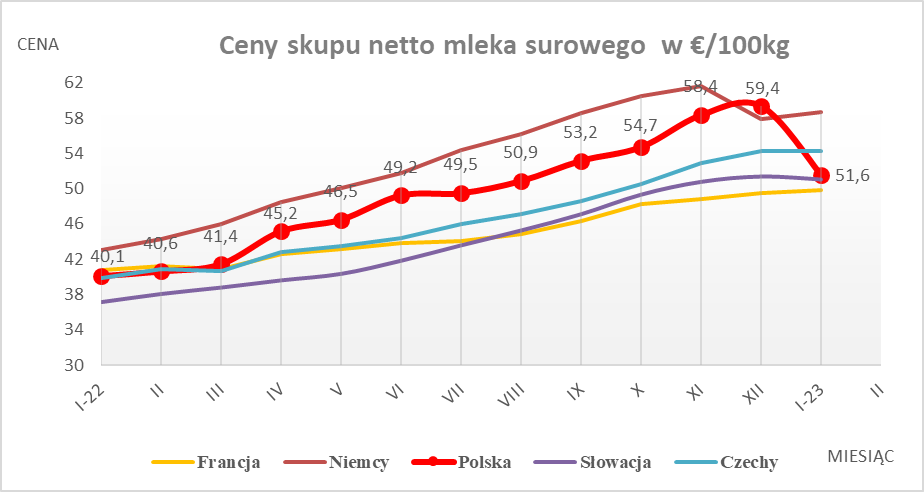 CENA
Ceny skupu netto mleka surowego w €/100kg
62
58
54
50
46
42
38
34
30
40,1
40,6
41,4
45,2
46,5
49,2
49,5
50,9
53,2
54,7
58,4
59,4
51,6
I-22
II
III
IV
V
VI
VII
VIII
IX
X
XI
XII
I-23
II
MIESIĄC
Francja
Niemcy
Polska
Słowacja
Czechy